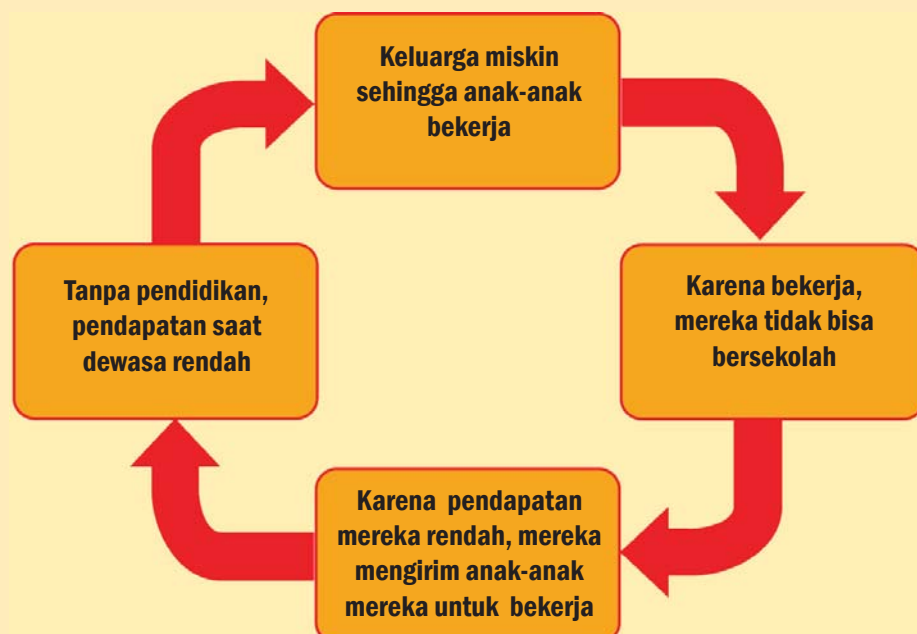 Keluarga miskin
sehingga anak-anak
bekerja
Karena bekerja,
mereka tidak bisa
bersekolah
Karena pendapatan
mereka rendah, mereka
mengirim anak-anak
mereka untuk bekerja
Tanpa pendidikan,
pendapatan saat
dewasa rendah